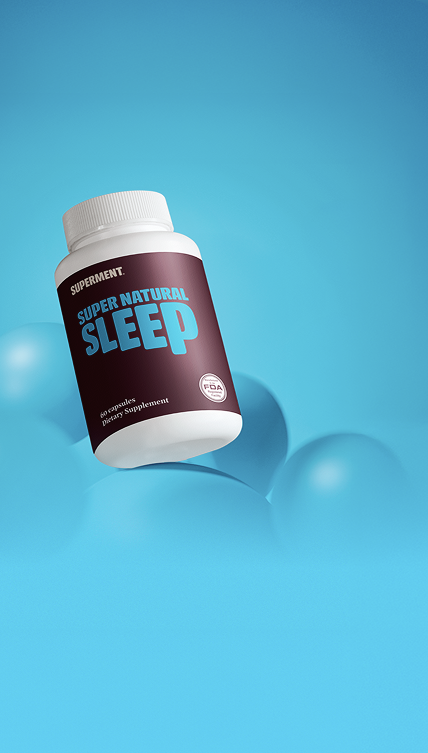 SUPERMENT.
SUPER NATURAL
SLEEP
60 capsules
Dietary Supplement
FDA